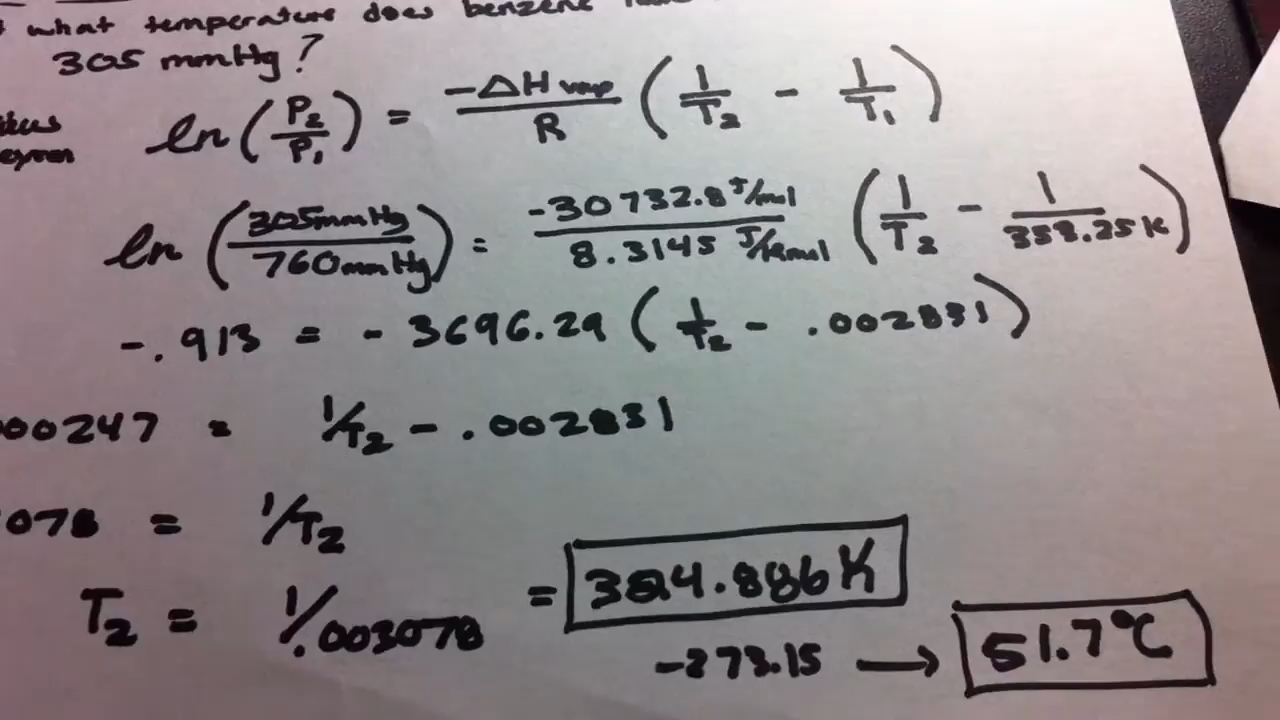 what temperature does benzene
305 mmHg?
ln(P₂/P₁) = -ΔHvap/R (1/T₂ - 1/T₁)
ln(305mmHg/760mmHg) = -30732.8 J/mol / 8.3145 J/K·mol (1/T₂ - 1/353.25K)
-.913 = -3696.29 (1/T₂ - .002831)
000247 = 1/T₂ - .002831
078 = 1/T₂
T₂ = 1/.003078 = 324.886K
-273.15 → 51.7°C